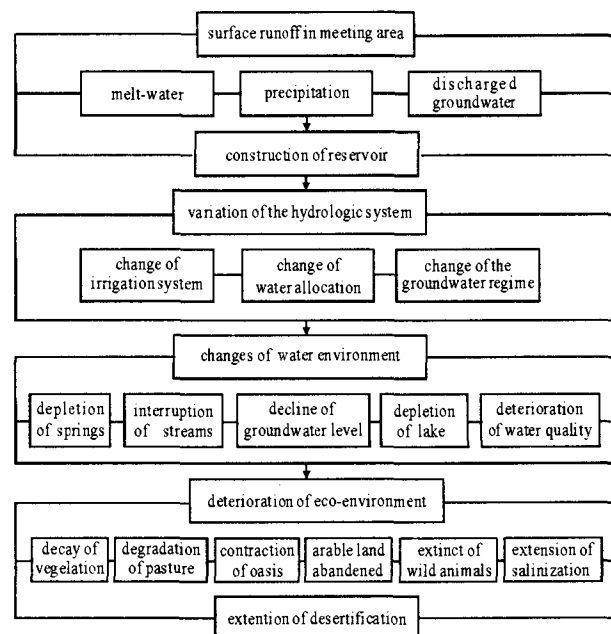 surface runoff in meeting area
melt-water
precipitation
discharged
groundwater
construction of reservoir
variation of the hydrologic system
change of
irrigation system
change of
water allocation
change of the
groundwater regime
changes of water environment
depletion
of springs
interruption
of streams
decline of
groundwater level
depletion
of lake
deterioration
of water quality
deterioration of eco-environment
decay of
vegelation
degradation
of pasture
contraction
of oasis
arable land
abandened
extinct of
wild animals
extension of
salinization
extention of desertification